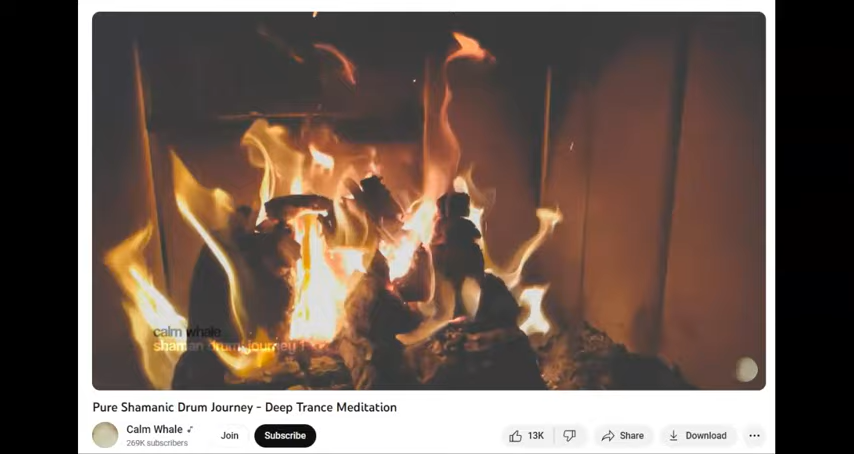 calm whale
shaman drum journey 1
Pure Shamanic Drum Journey - Deep Trance Meditation
Calm Whale
269K subscribers
Join
Subscribe
13K
Share
Download